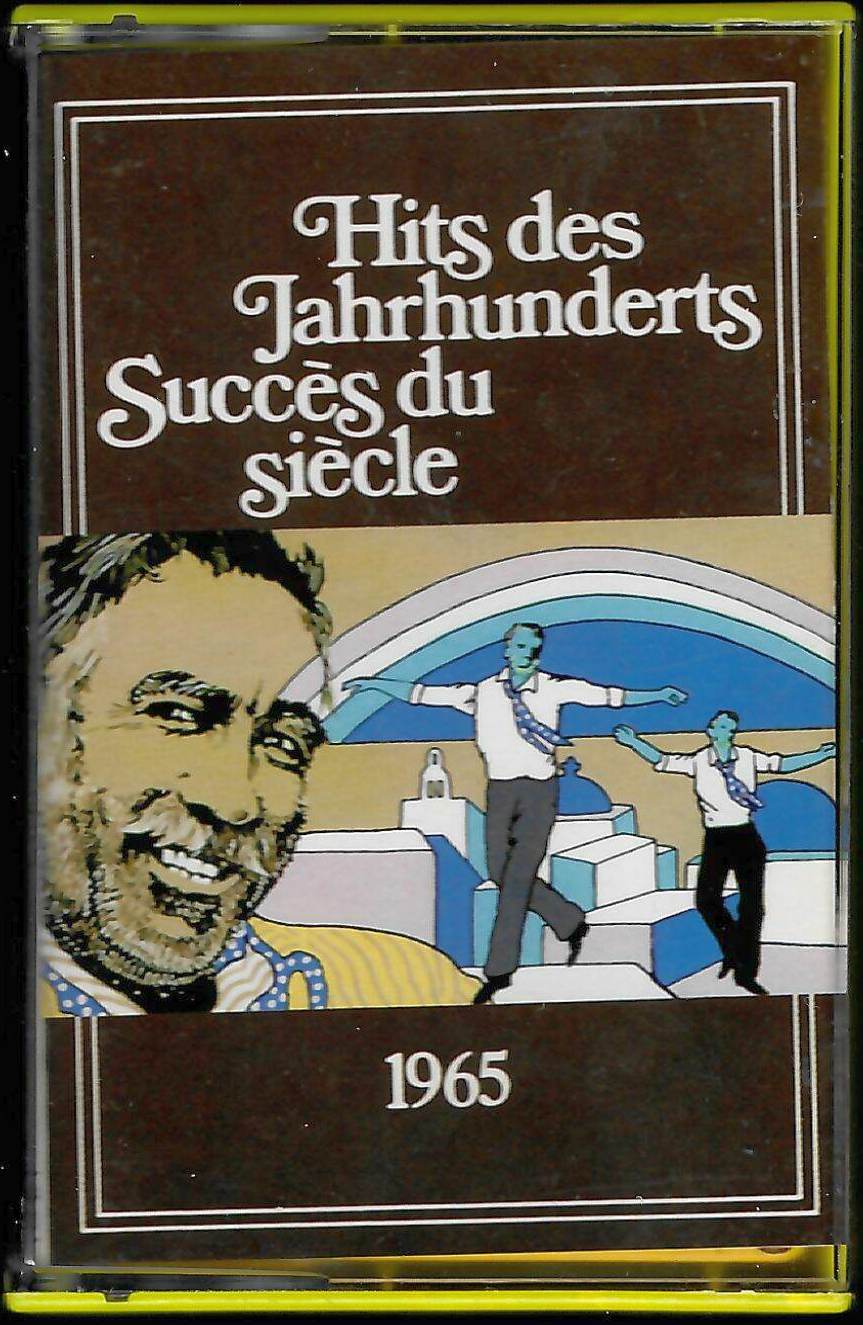 Hits des
Jahrhunderts
Succès du
siècle
1965